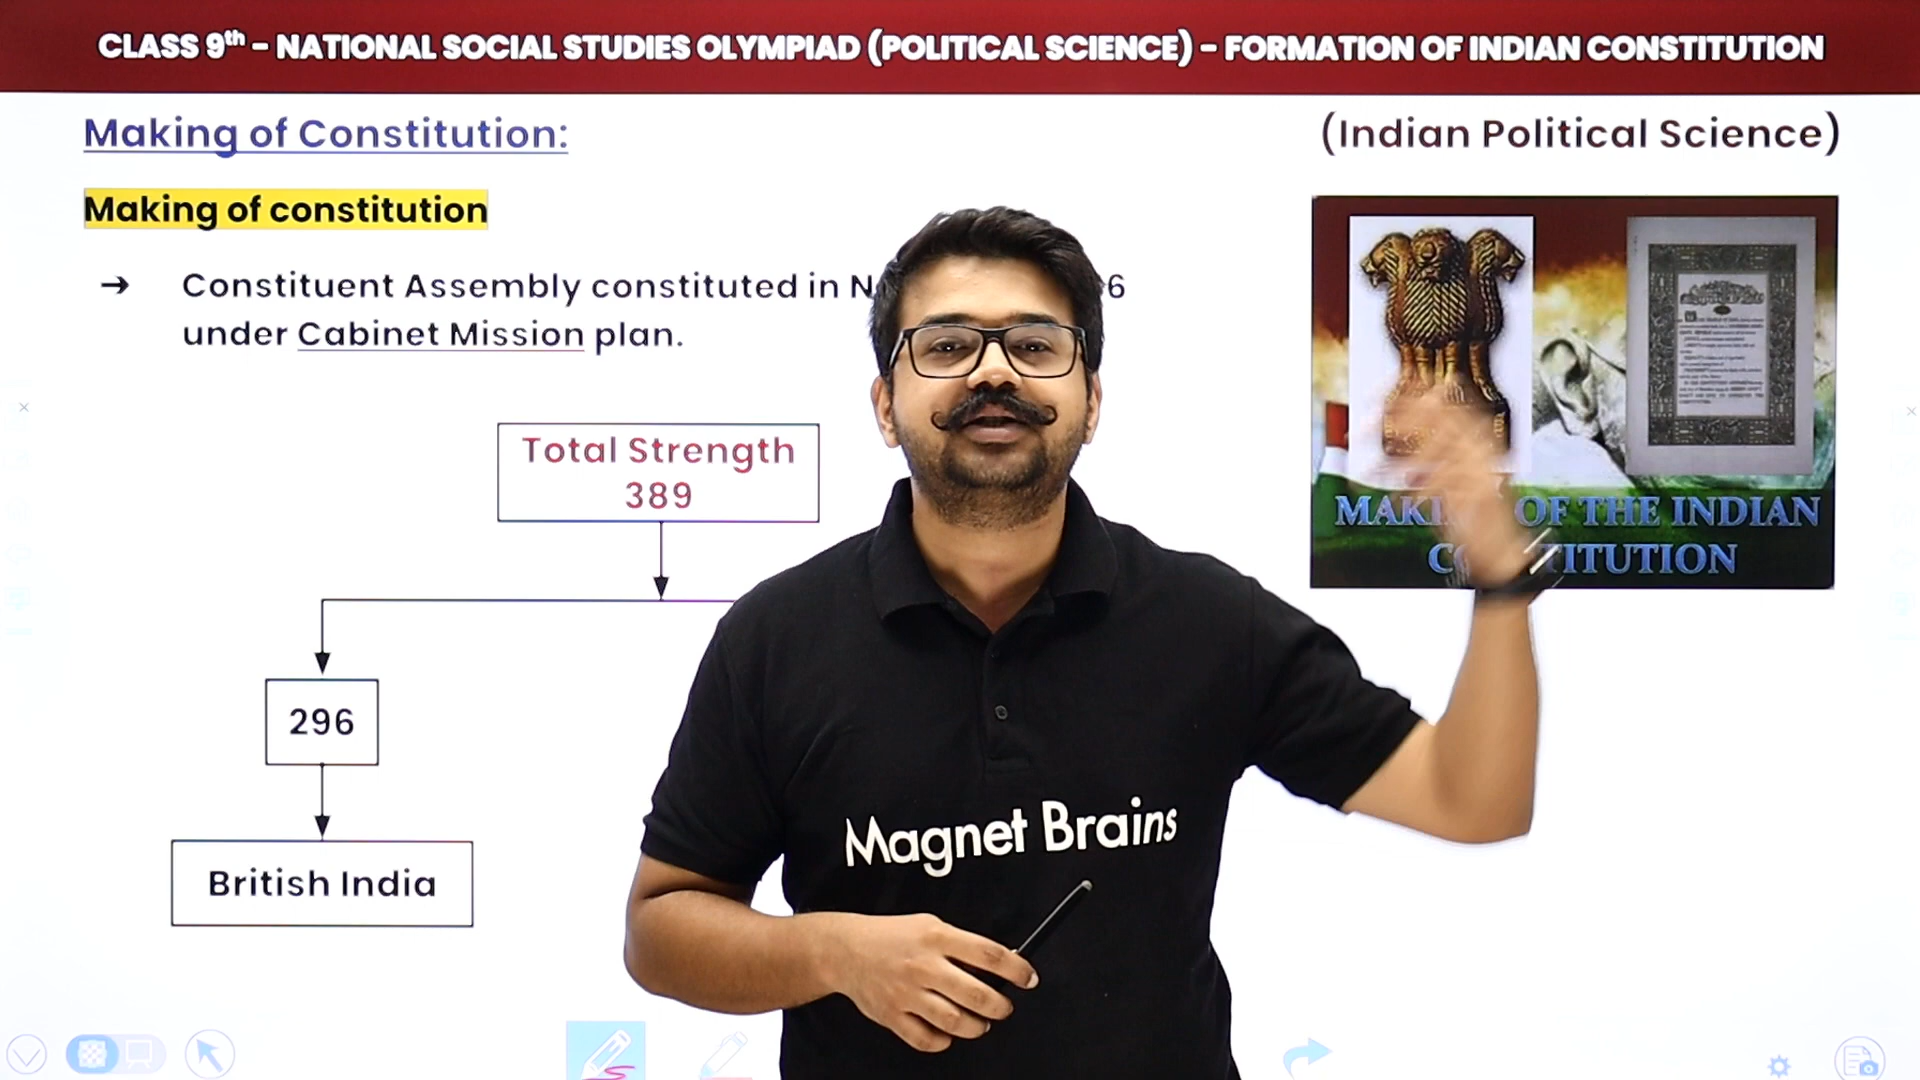 CLASS 9th – NATIONAL SOCIAL STUDIES OLYMPIAD (POLITICAL SCIENCE) – FORMATION OF INDIAN CONSTITUTION
Making of Constitution:
(Indian Political Science)
Making of constitution
➔ Constituent Assembly constituted in N 6
under Cabinet Mission plan.
Total Strength
389
296
British India
MAKI OF THE INDIAN
C TITUTION
Magnet Brains